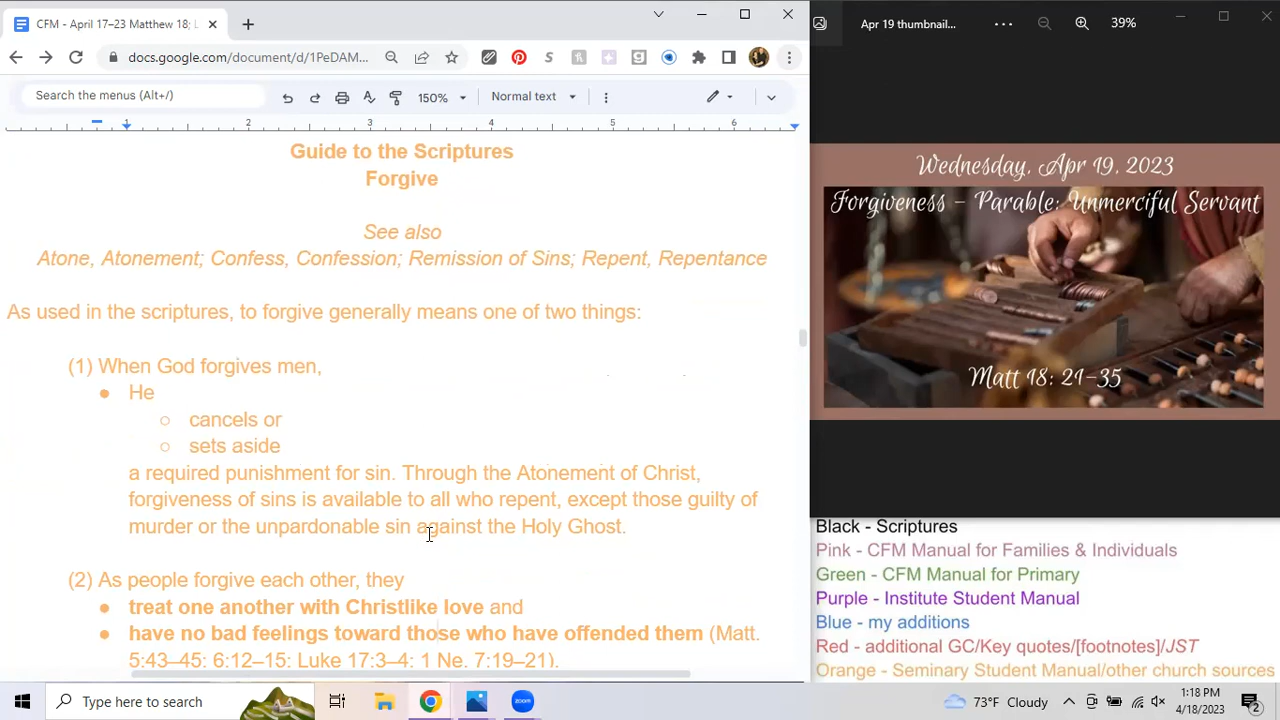 CFM - April 17–23 Matthew 18; L
Apr 19 thumbnail...
39%
docs.google.com/document/d/1PeDAM...
Search the menus (Alt+/)
150%
Normal text
1 2 3 4 5 6
Guide to the Scriptures
Forgive
See also
Atone, Atonement; Confess, Confession; Remission of Sins; Repent, Repentance
As used in the scriptures, to forgive generally means one of two things:
(1) When God forgives men,
● He
○ cancels or
○ sets aside
a required punishment for sin. Through the Atonement of Christ,
forgiveness of sins is available to all who repent, except those guilty of
murder or the unpardonable sin against the Holy Ghost.
(2) As people forgive each other, they
● treat one another with Christlike love and
● have no bad feelings toward those who have offended them (Matt.
5:43–45; 6:12–15; Luke 17:3–4; 1 Ne. 7:19–21).
Wednesday, Apr 19, 2023
Forgiveness - Parable: Unmerciful Servant
Matt 18: 21-35
Black - Scriptures
Pink - CFM Manual for Families & Individuals
Green - CFM Manual for Primary
Purple - Institute Student Manual
Blue - my additions
Red - additional GC/Key quotes/[footnotes]/JST
Orange - Seminary Student Manual/other church sources
Type here to search
zoom
73°F Cloudy
1:18 PM
4/18/2023
2